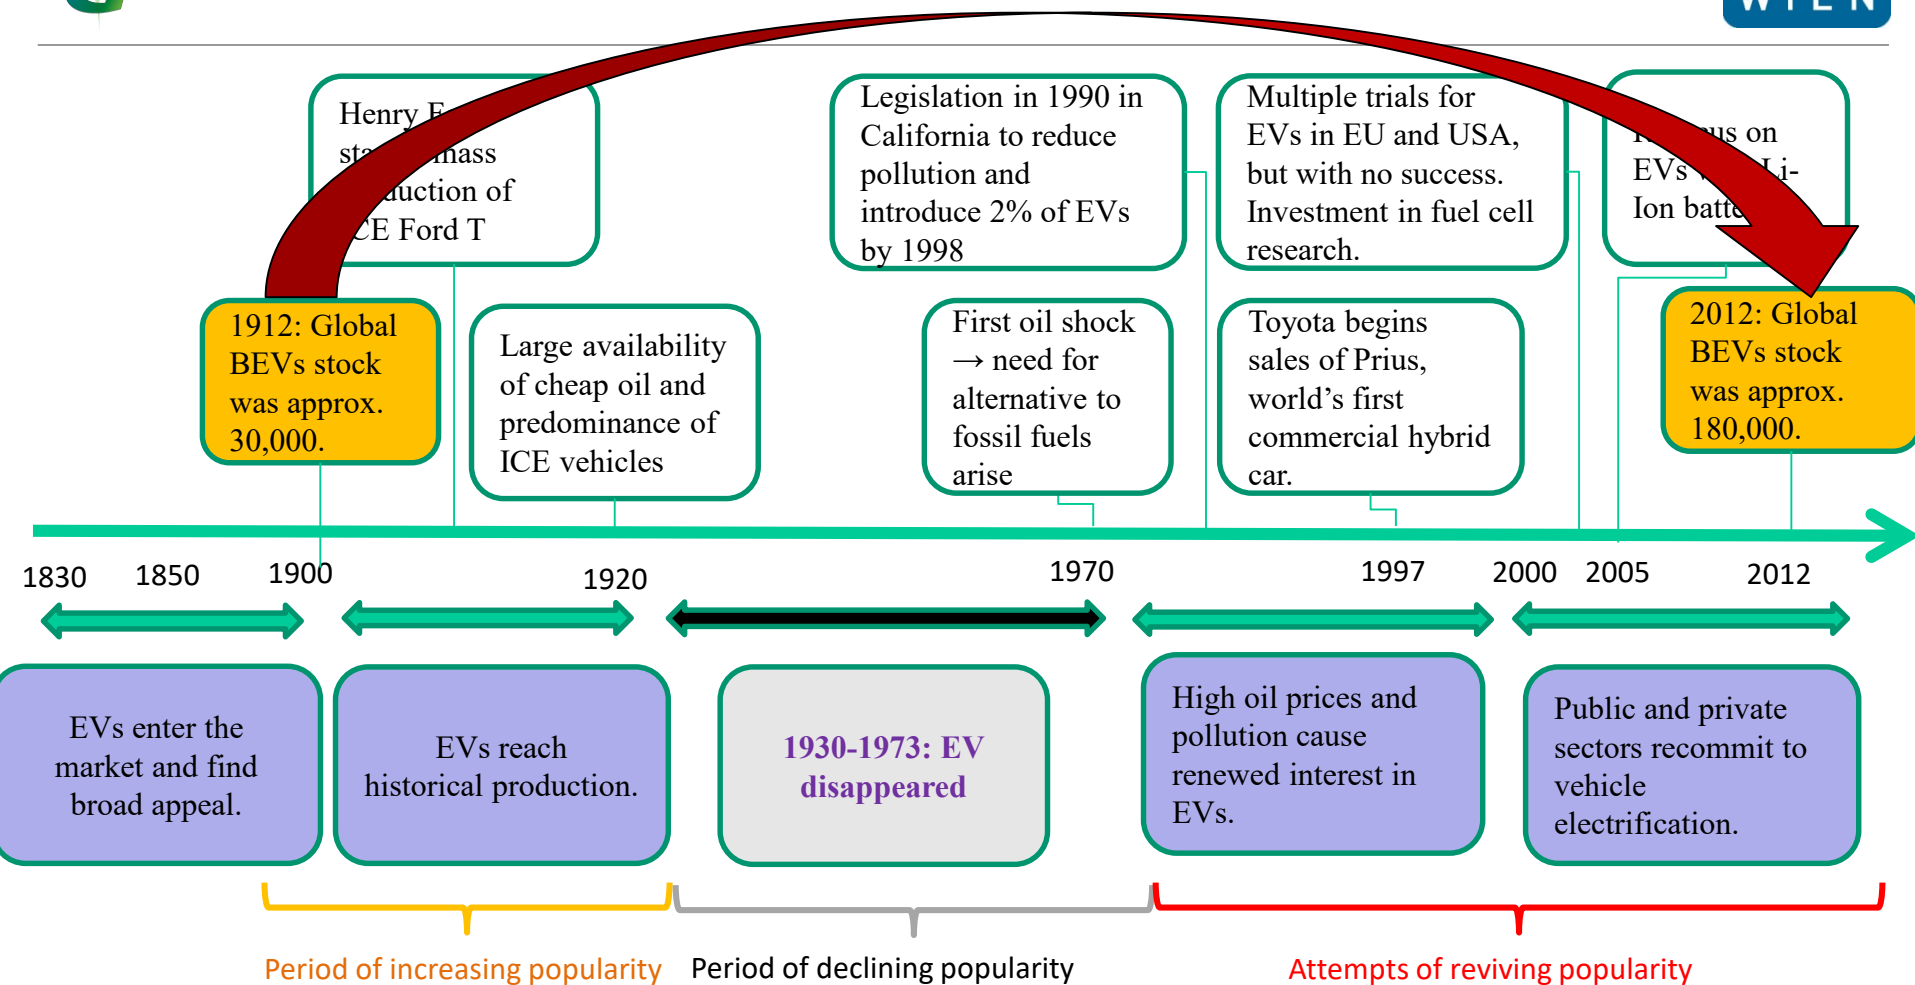 WIEN
Henry
mass
of
Ford T
Legislation in 1990 in
California to reduce
pollution and
introduce 2% of EVs
by 1998
Multiple trials for
EVs in EU and USA,
but with no success.
Investment in fuel cell
research.
on
EVs Li-
Ion
1912: Global
BEVs stock
was approx.
30,000.
Large availability
of cheap oil and
predominance of
ICE vehicles
First oil shock
→ need for
alternative to
fossil fuels
arise
Toyota begins
sales of Prius,
world’s first
commercial hybrid
car.
2012: Global
BEVs stock
was approx.
180,000.
1830 1850 1900 1920 1970 1997 2000 2005 2012
EVs enter the
market and find
broad appeal.
EVs reach
historical production.
1930-1973: EV
disappeared
High oil prices and
pollution cause
renewed interest in
EVs.
Public and private
sectors recommit to
vehicle
electrification.
Period of increasing popularity
Period of declining popularity
Attempts of reviving popularity